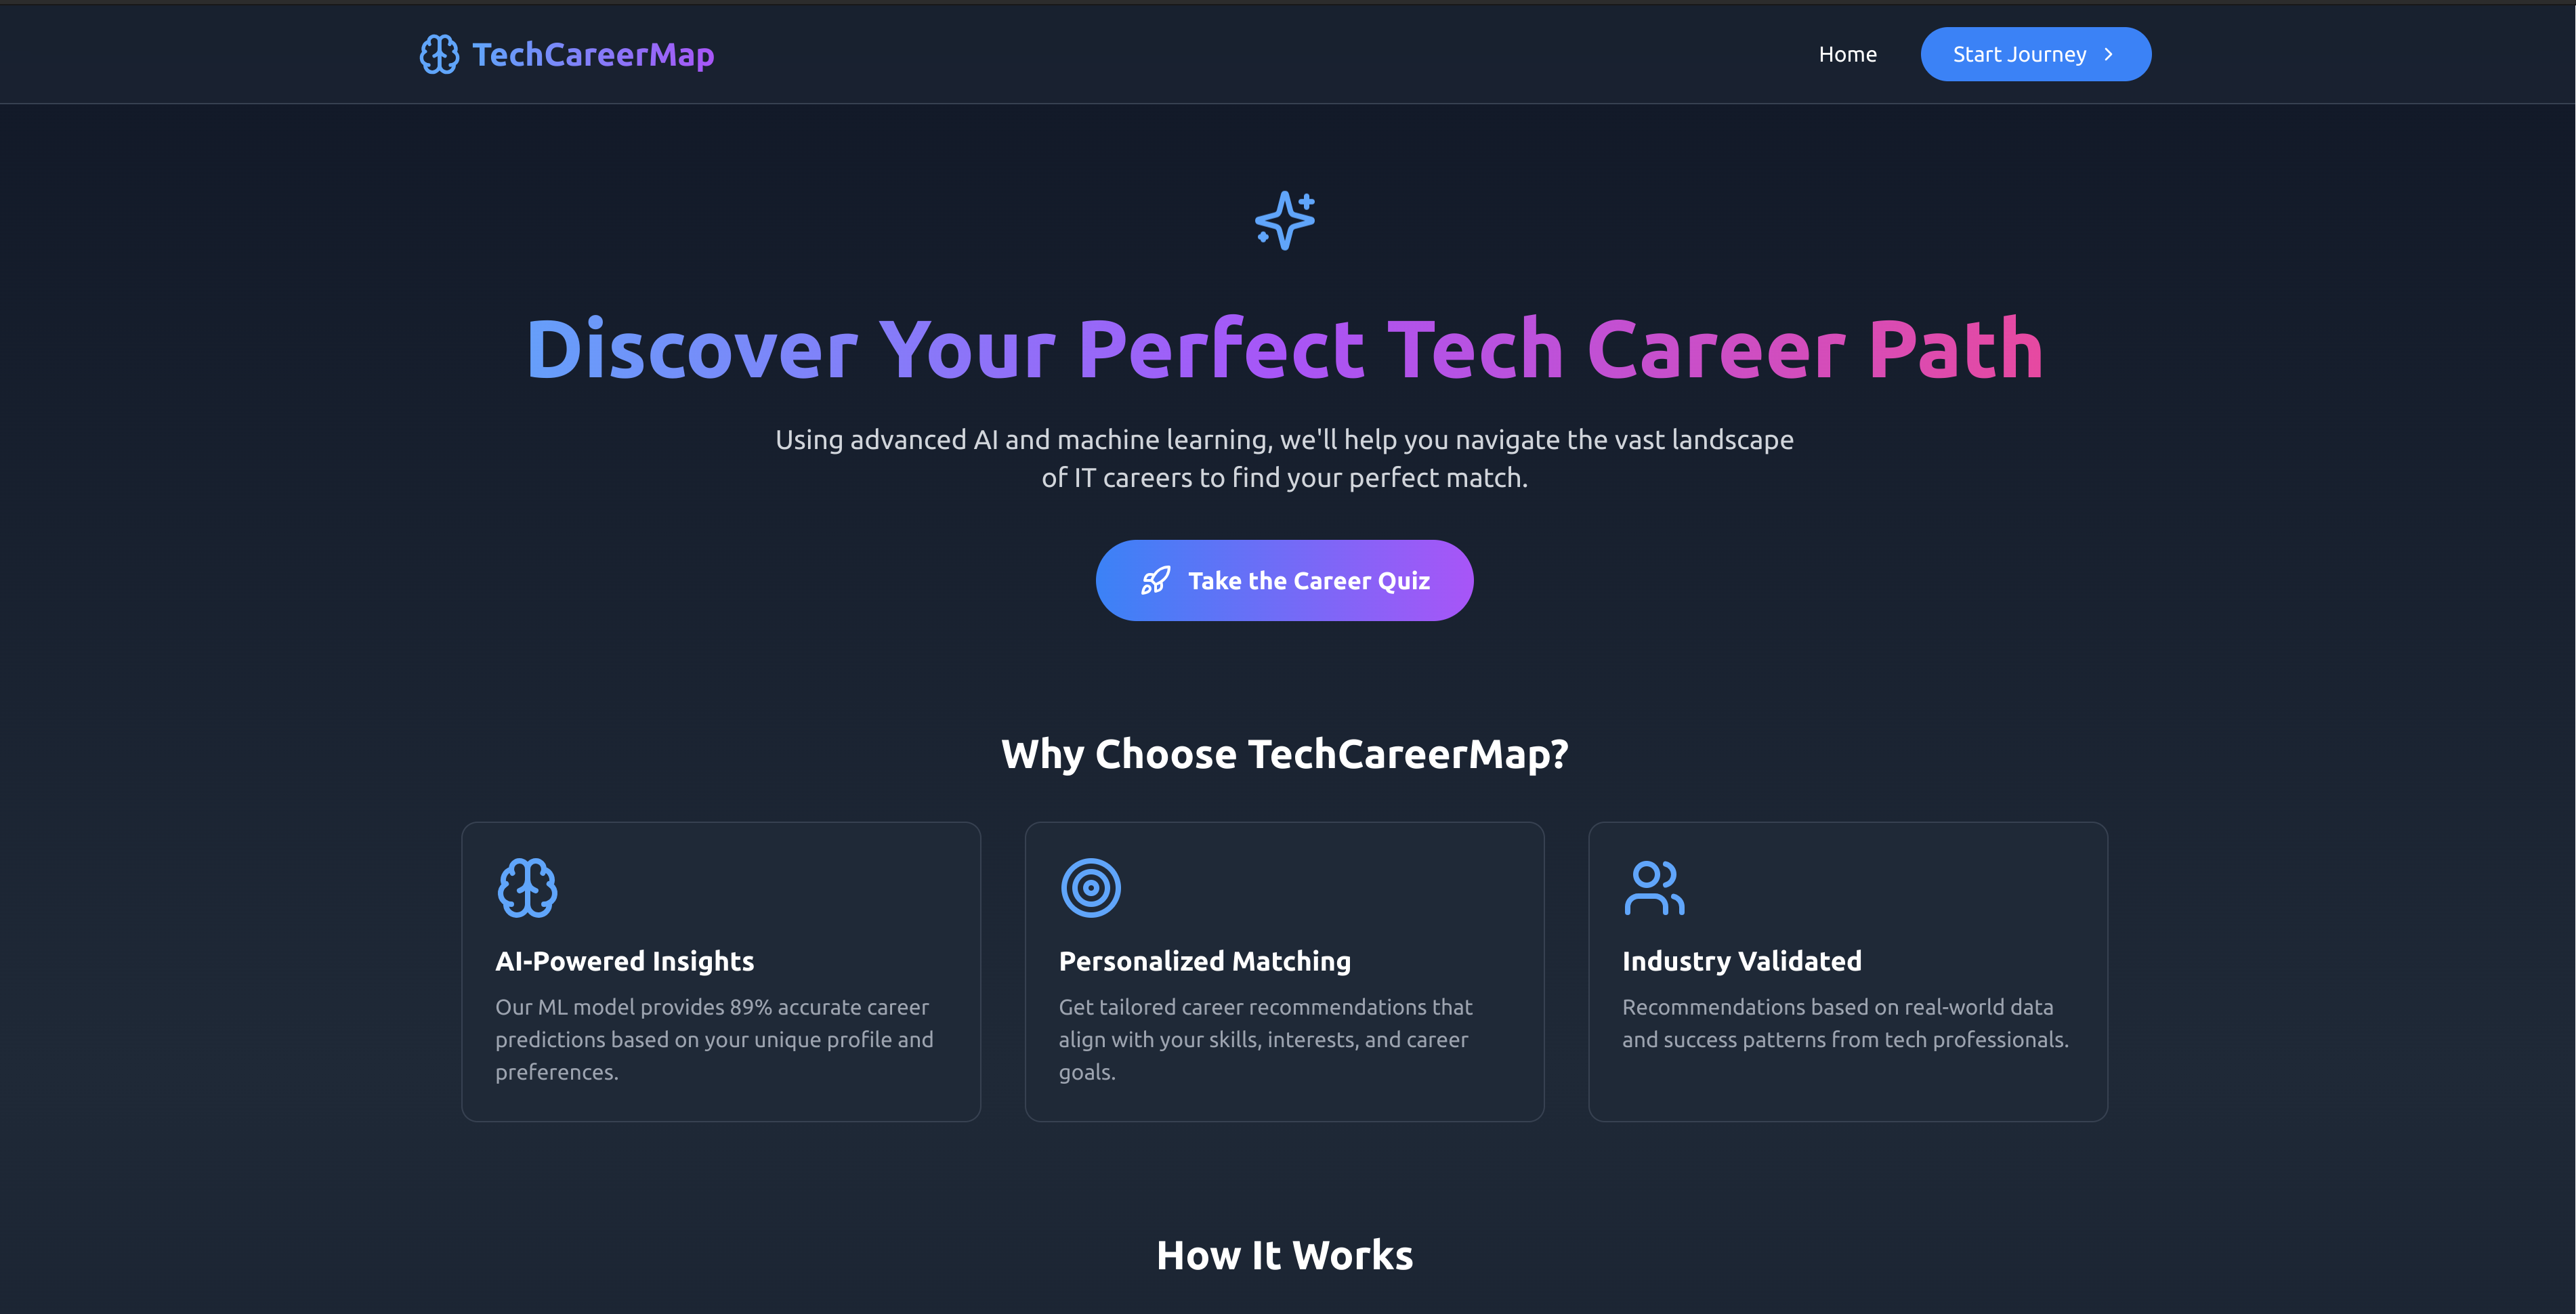 TechCareerMap
Home
Start Journey
Discover Your Perfect Tech Career Path
Using advanced AI and machine learning, we'll help you navigate the vast landscape
of IT careers to find your perfect match.
Take the Career Quiz
Why Choose TechCareerMap?
AI-Powered Insights
Our ML model provides 89% accurate career
predictions based on your unique profile and
preferences.
Personalized Matching
Get tailored career recommendations that
align with your skills, interests, and career
goals.
Industry Validated
Recommendations based on real-world data
and success patterns from tech professionals.
How It Works